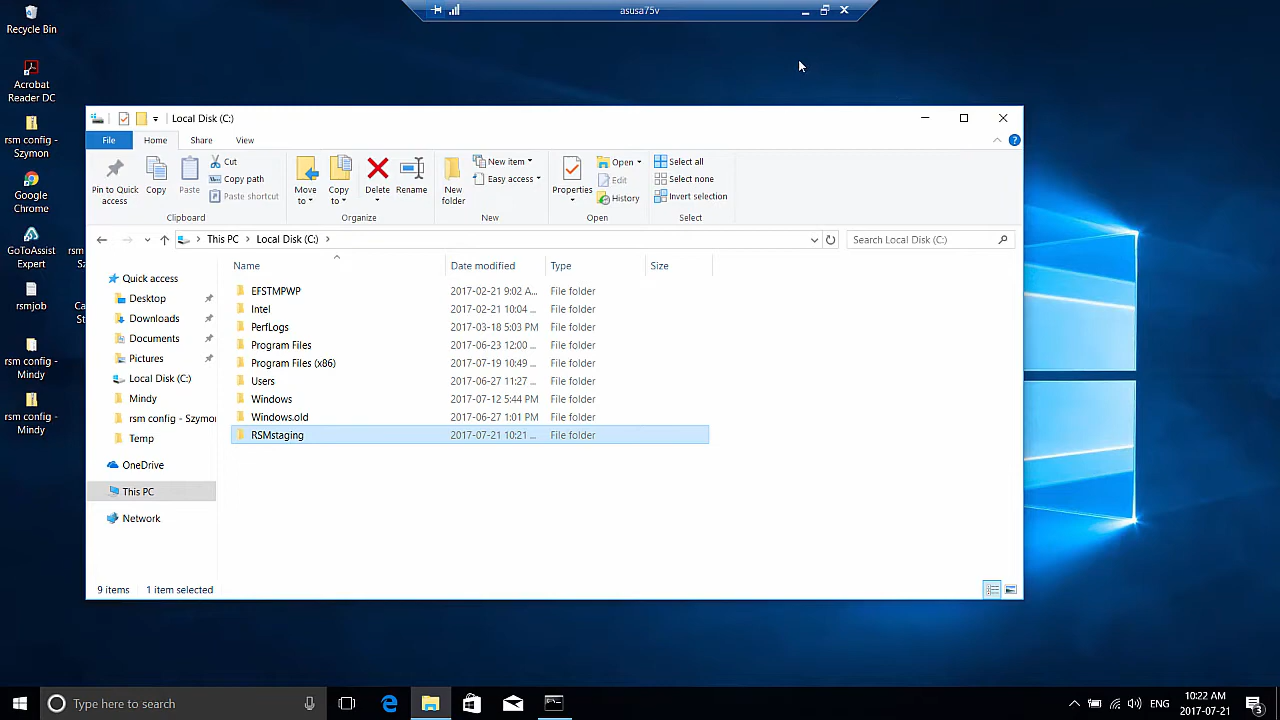 asusa75v
Recycle Bin
Acrobat
Reader DC
rsm config -
Szymon
Google
Chrome
GoToAssist
Expert
rsmjob
rsm config -
Mindy
rsm config -
Mindy
rsm
Ca
St
Local Disk (C:)
File
Home
Share
View
Pin to Quick
access
Copy
Paste
Cut
Copy path
Paste shortcut
Clipboard
Move
to
Copy
to
Delete
Rename
Organize
New
folder
New item
Easy access
New
Properties
Open
Edit
History
Open
Select all
Select none
Invert selection
Select
This PC > Local Disk (C:) >
Search Local Disk (C:)
Quick access
Desktop
Downloads
Documents
Pictures
Local Disk (C:)
Mindy
rsm config - Szymo
Temp
OneDrive
This PC
Network
Name Date modified Type Size
EFSTMPWP 2017-02-21 9:02 A... File folder
Intel 2017-02-21 10:04 ... File folder
PerfLogs 2017-03-18 5:03 PM File folder
Program Files 2017-06-23 12:00 ... File folder
Program Files (x86) 2017-07-19 10:49 ... File folder
Users 2017-06-27 11:27 ... File folder
Windows 2017-07-12 5:44 PM File folder
Windows.old 2017-06-27 1:01 PM File folder
RSMstaging 2017-07-21 10:21 ... File folder
9 items 1 item selected
Type here to search
ENG
10:22 AM
2017-07-21
3